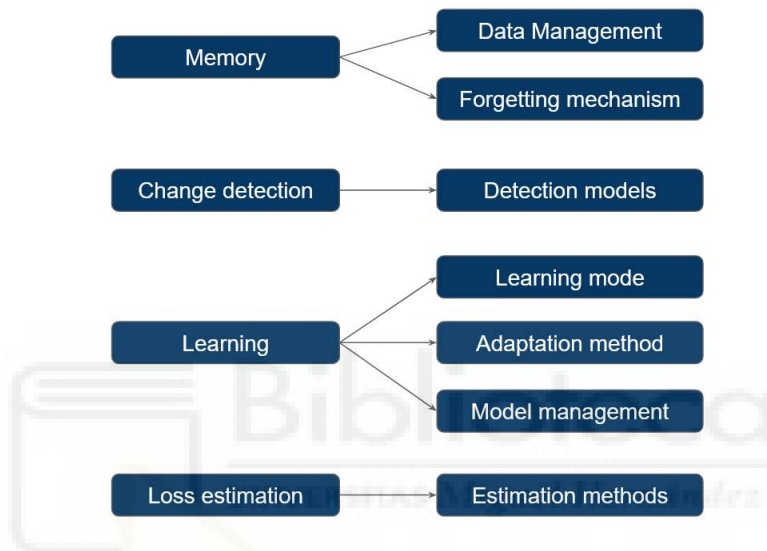 Memory
Data Management
Forgetting mechanism
Change detection
Detection models
Learning
Learning mode
Adaptation method
Model management
Biblioteca
Loss estimation
Estimation methods